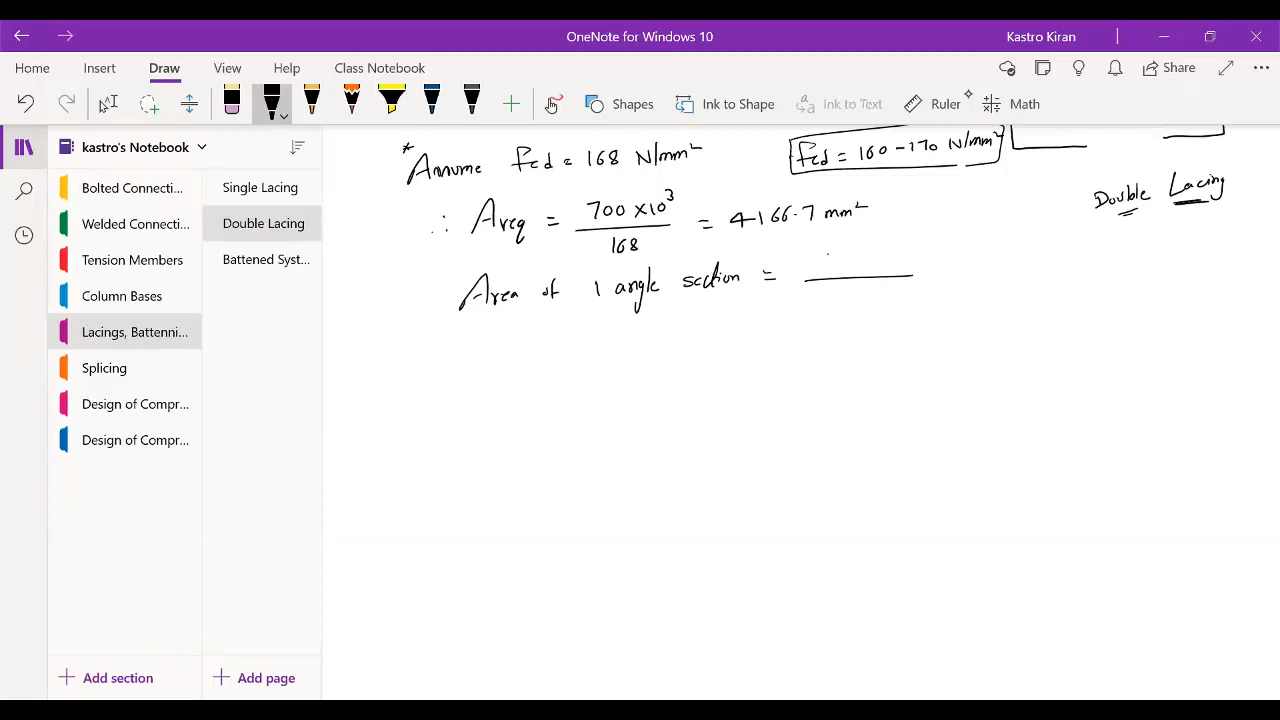 OneNote for Windows 10
Kastro Kiran
Home Insert Draw View Help Class Notebook
Share
Shapes Ink to Shape Ink to Text Ruler Math
kastro's Notebook
Bolted Connecti...
Welded Connecti...
Tension Members
Column Bases
Lacings, Battenni...
Splicing
Design of Compr...
Design of Compr...
Add section
Single Lacing
Double Lacing
Battened Syst...
Add page
* Assume fcd = 168 N/mm²
fcd = 160-170 N/mm²
Double Lacing
∴ Areq = 700 × 10³ / 168 = 4166.7 mm²
Area of 1 angle section =